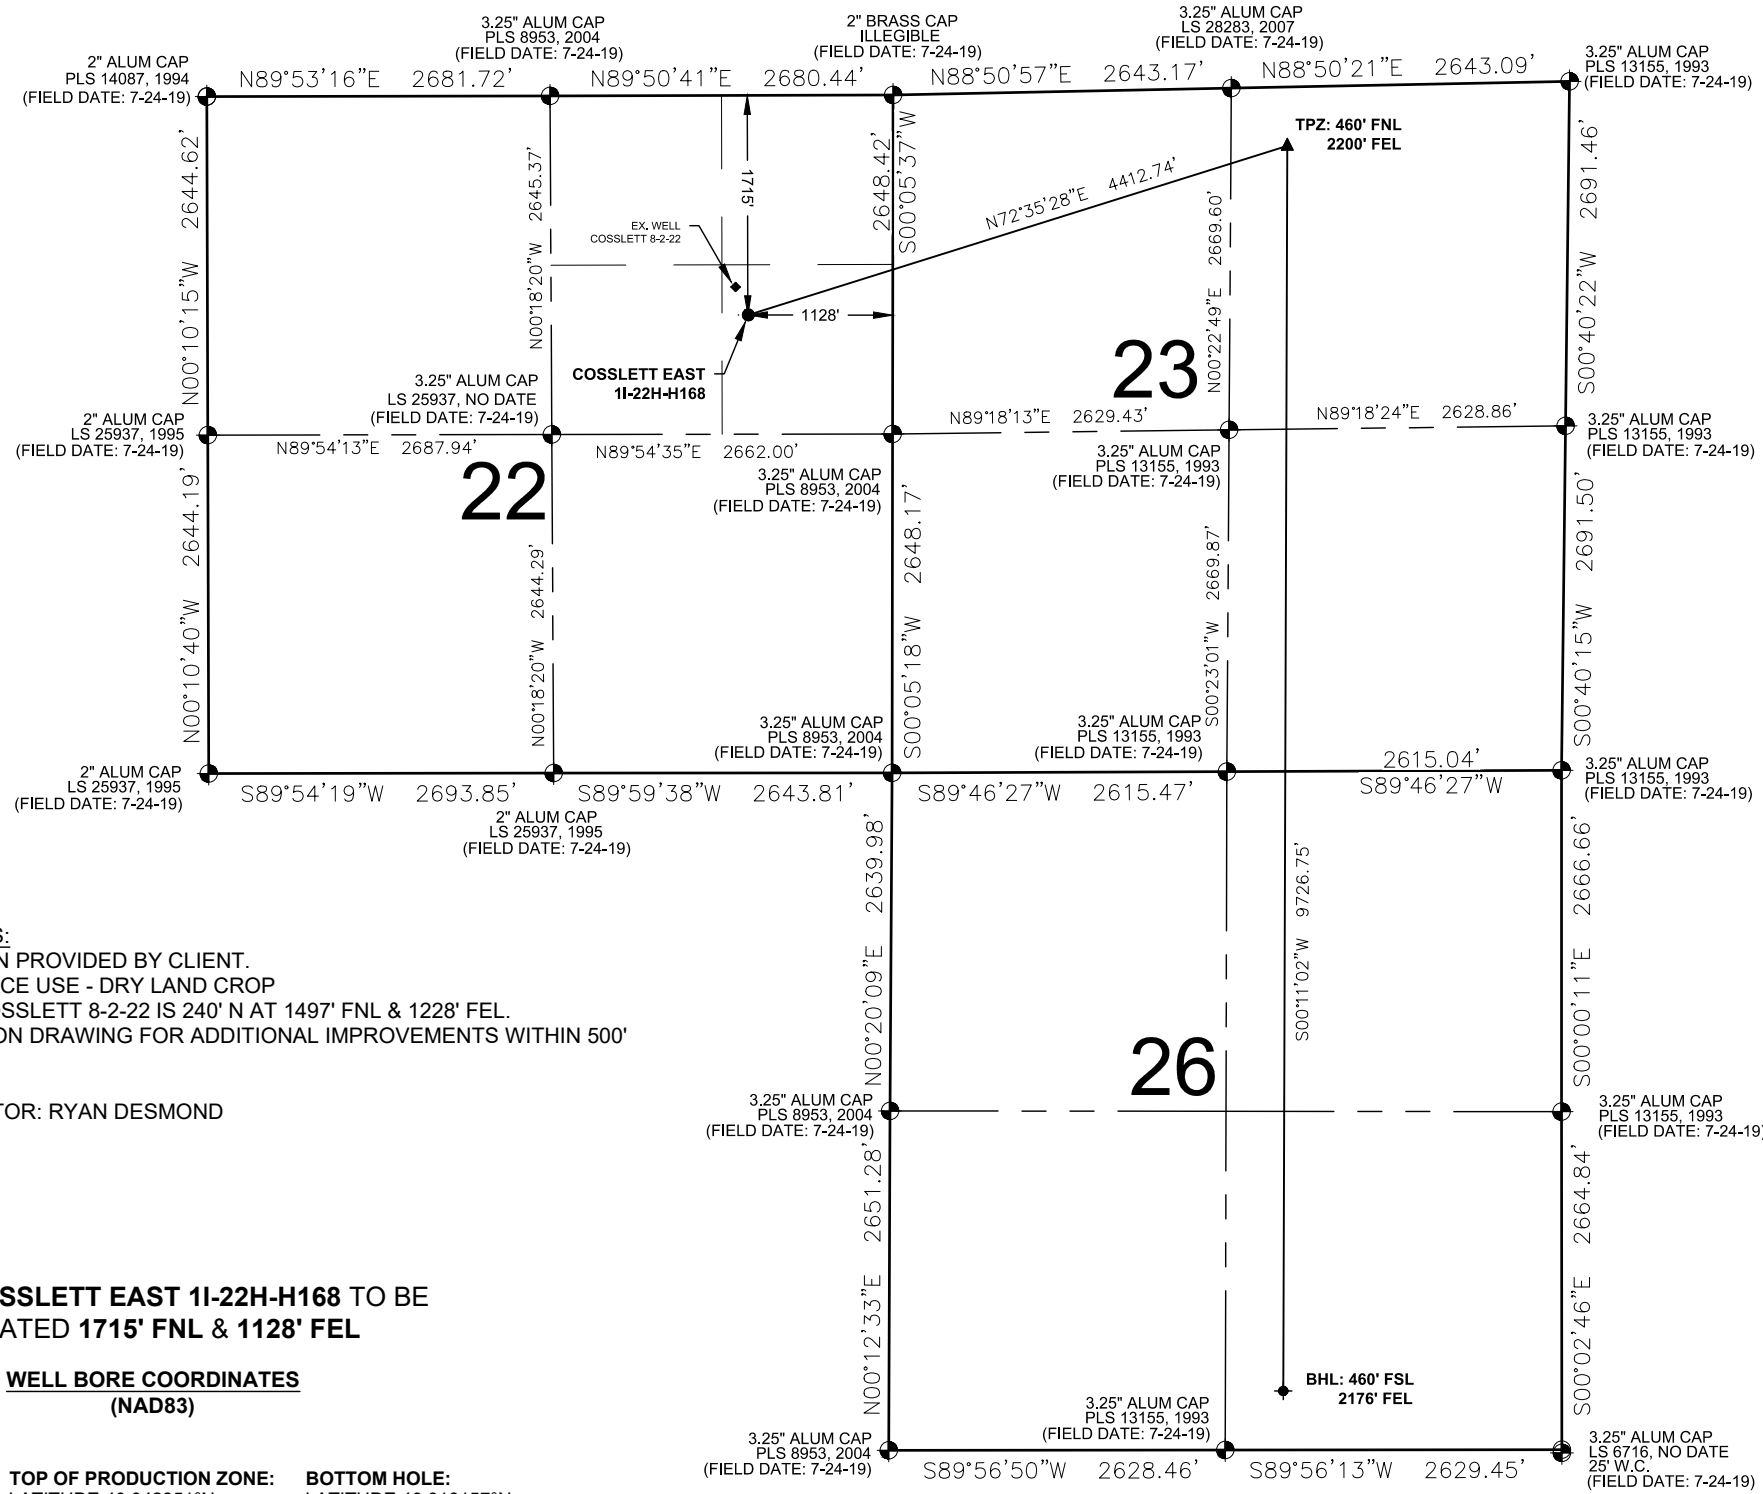 3.25" ALUM CAP
PLS 8953, 2004
(FIELD DATE: 7-24-19)
2" BRASS CAP
ILLEGIBLE
(FIELD DATE: 7-24-19)
3.25" ALUM CAP
LS 28283, 2007
(FIELD DATE: 7-24-19)
2" ALUM CAP
PLS 14087, 1994
(FIELD DATE: 7-24-19)
3.25" ALUM CAP
PLS 13155, 1993
(FIELD DATE: 7-24-19)
N89°53'16"E 2681.72'
N89°50'41"E 2680.44'
N88°50'57"E 2643.17'
N88°50'21"E 2643.09'
N00°10'15"W 2644.62'
N00°18'20"W 2645.37'
1715'
2648.42'
S00°05'37"W
TPZ: 460' FNL
2200' FEL
N72°35'28"E 4412.74'
N00°22'49"E 2669.60'
S00°40'22"W 2691.46'
EX. WELL
COSSLETT 8-2-22
1128'
COSSLETT EAST
1I-22H-H168
23
3.25" ALUM CAP
LS 25937, NO DATE
(FIELD DATE: 7-24-19)
2" ALUM CAP
LS 25937, 1995
(FIELD DATE: 7-24-19)
N89°54'13"E 2687.94'
N89°54'35"E 2662.00'
N89°18'13"E 2629.43'
N89°18'24"E 2628.86'
3.25" ALUM CAP
PLS 13155, 1993
(FIELD DATE: 7-24-19)
22
3.25" ALUM CAP
PLS 8953, 2004
(FIELD DATE: 7-24-19)
3.25" ALUM CAP
PLS 13155, 1993
(FIELD DATE: 7-24-19)
N00°10'40"W 2644.19'
N00°18'20"W 2644.29'
S00°05'18"W 2648.17'
S00°23'01"W 2669.87'
S00°40'15"W 2691.50'
3.25" ALUM CAP
PLS 8953, 2004
(FIELD DATE: 7-24-19)
3.25" ALUM CAP
PLS 13155, 1993
(FIELD DATE: 7-24-19)
2" ALUM CAP
LS 25937, 1995
(FIELD DATE: 7-24-19)
S89°54'19"W 2693.85'
S89°59'38"W 2643.81'
S89°46'27"W 2615.47'
2615.04'
S89°46'27"W
3.25" ALUM CAP
PLS 13155, 1993
(FIELD DATE: 7-24-19)
2" ALUM CAP
LS 25937, 1995
(FIELD DATE: 7-24-19)
N00°20'09"E 2639.98'
S00°11'02"W 9726.75'
S00°00'11"E 2666.66'
S:
N PROVIDED BY CLIENT.
CE USE - DRY LAND CROP
OSSLETT 8-2-22 IS 240' N AT 1497' FNL & 1228' FEL.
ON DRAWING FOR ADDITIONAL IMPROVEMENTS WITHIN 500'
26
TOR: RYAN DESMOND
3.25" ALUM CAP
PLS 8953, 2004
(FIELD DATE: 7-24-19)
3.25" ALUM CAP
PLS 13155, 1993
(FIELD DATE: 7-24-19)
N00°12'33"E 2651.28'
S00°02'46"E 2664.84'
SSLETT EAST 1I-22H-H168 TO BE
ATED 1715' FNL & 1128' FEL
WELL BORE COORDINATES
(NAD83)
BHL: 460' FSL
2176' FEL
3.25" ALUM CAP
PLS 13155, 1993
(FIELD DATE: 7-24-19)
3.25" ALUM CAP
PLS 8953, 2004
(FIELD DATE: 7-24-19)
S89°56'50"W 2628.46'
S89°56'13"W 2629.45'
3.25" ALUM CAP
LS 6716, NO DATE
25' W.C.
(FIELD DATE: 7-24-19)
TOP OF PRODUCTION ZONE: BOTTOM HOLE: